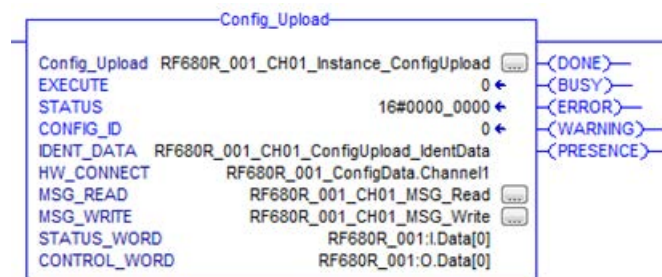 Config_Upload
Config_Upload RF680R_001_CH01_Instance_ConfigUpload ... (DONE)
EXECUTE 0 (BUSY)
STATUS 16#0000_0000 (ERROR)
CONFIG_ID 0 (WARNING)
IDENT_DATA RF680R_001_CH01_ConfigUpload_IdentData (PRESENCE)
HW_CONNECT RF680R_001_ConfigData.Channel1
MSG_READ RF680R_001_CH01_MSG_Read ...
MSG_WRITE RF680R_001_CH01_MSG_Write ...
STATUS_WORD RF680R_001:I.Data[0]
CONTROL_WORD RF680R_001:O.Data[0]